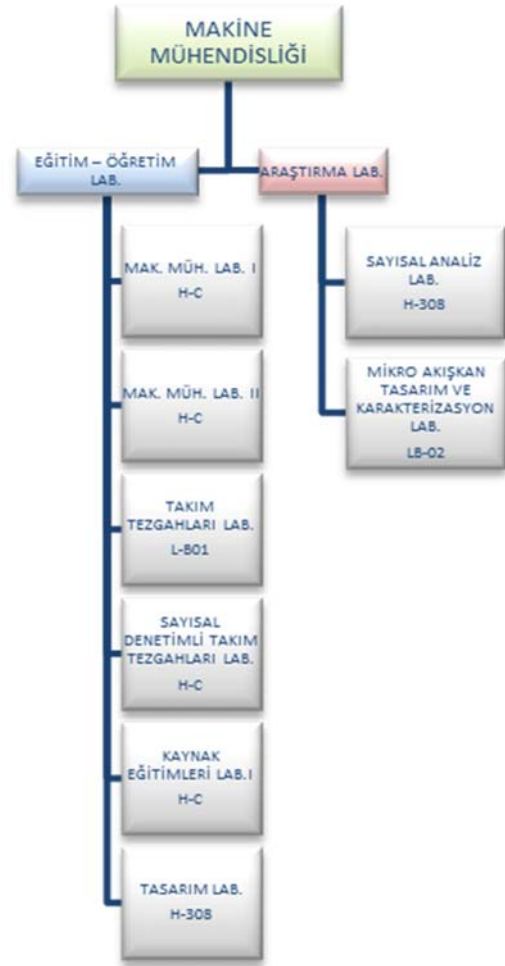 MAKİNE
MÜHENDİSLİĞİ
EĞİTİM – ÖĞRETİM
LAB.
MAK. MÜH. LAB. I
H-C
MAK. MÜH. LAB. II
H-C
TAKIM
TEZGAHLARI LAB.
L-B01
SAYISAL
DENETİMLİ TAKIM
TEZGAHLARI LAB.
H-C
KAYNAK
EĞİTİMLERİ LAB.I
H-C
TASARIM LAB.
H-308
ARAŞTIRMA LAB.
SAYISAL ANALİZ
LAB.
H-308
MİKRO AKIŞKAN
TASARIM VE
KARAKTERİZASYON
LAB.
LB-02